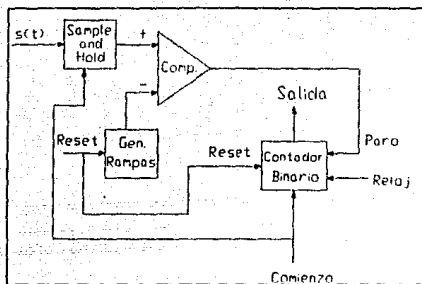 s(t)
Sample
and
Hold
+
-
Comp.
Salida
Reset
Gen.
Rampas
Reset
Contador
Binario
Paro
Reloj
Comienzo